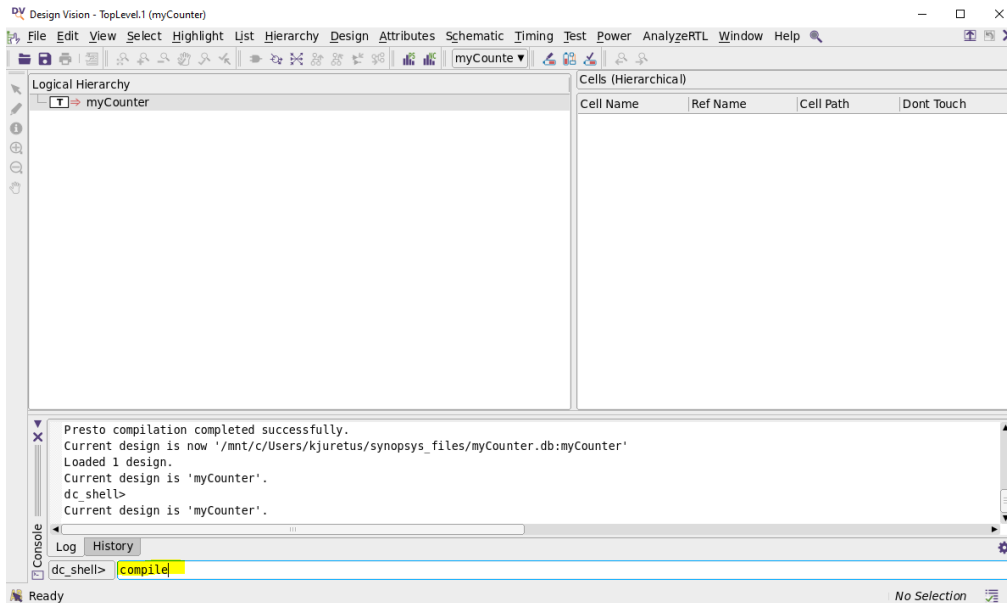 DV Design Vision - TopLevel.1 (myCounter)
File Edit View Select Highlight List Hierarchy Design Attributes Schematic Timing Test Power AnalyzeRTL Window Help
myCounte
Logical Hierarchy
T myCounter
Cells (Hierarchical)
Cell Name Ref Name Cell Path Dont Touch
Presto compilation completed successfully.
Current design is now '/mnt/c/Users/kjuretus/synopsys_files/myCounter.db:myCounter'
Loaded 1 design.
Current design is 'myCounter'.
dc_shell>
Current design is 'myCounter'.
Console
Log History
dc_shell> compile
Ready No Selection